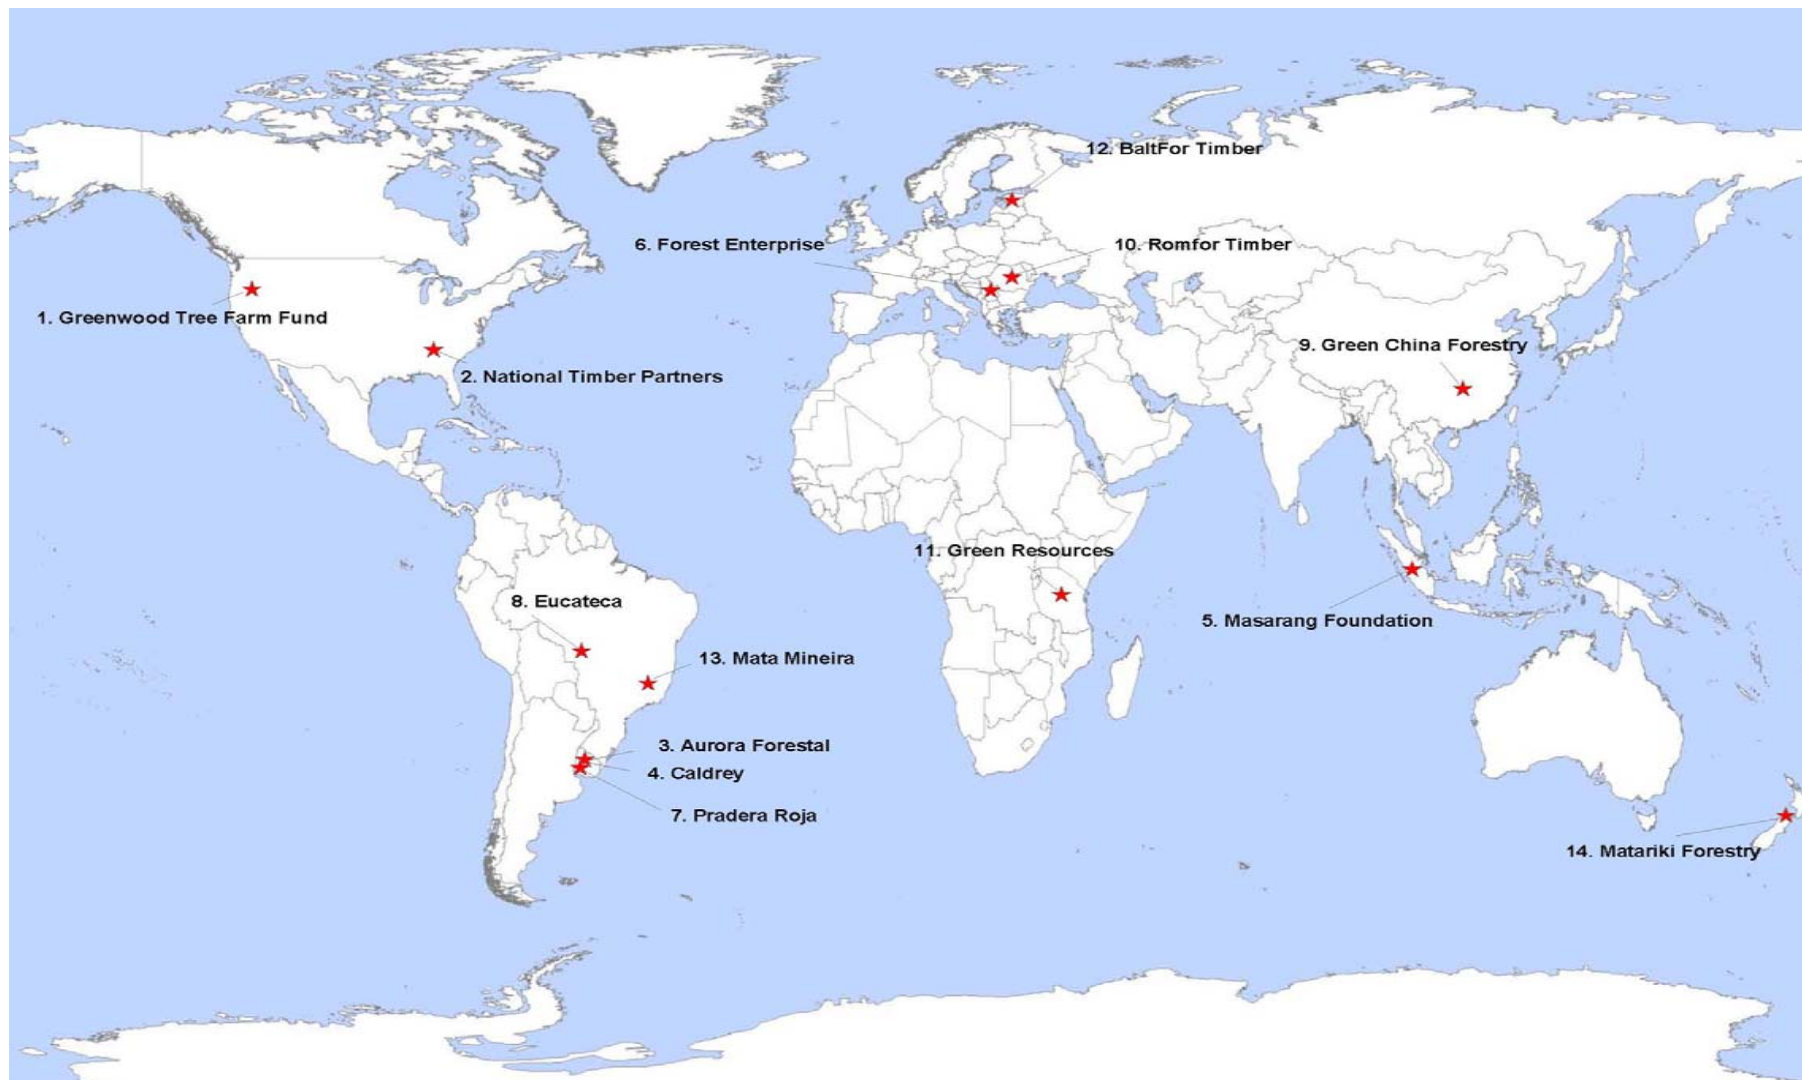 12. BaltFor Timber
6. Forest Enterprise
10. Romfor Timber
1. Greenwood Tree Farm Fund
9. Green China Forestry
2. National Timber Partners
11. Green Resources
8. Eucateca
5. Masarang Foundation
13. Mata Mineira
3. Aurora Forestal
4. Caldrey
7. Pradera Roja
14. Matariki Forestry